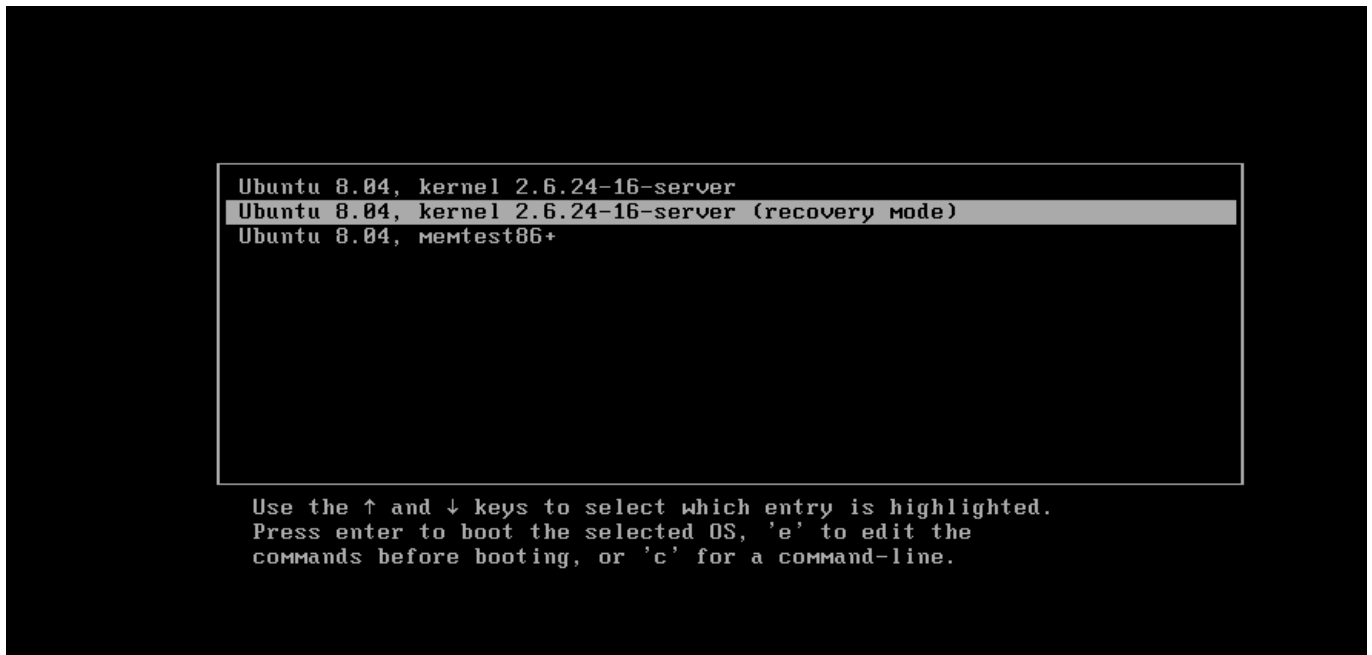 Ubuntu 8.04, kernel 2.6.24-16-server
Ubuntu 8.04, kernel 2.6.24-16-server (recovery mode)
Ubuntu 8.04, memtest86+
Use the ↑ and ↓ keys to select which entry is highlighted.
Press enter to boot the selected OS, 'e' to edit the
commands before booting, or 'c' for a command-line.